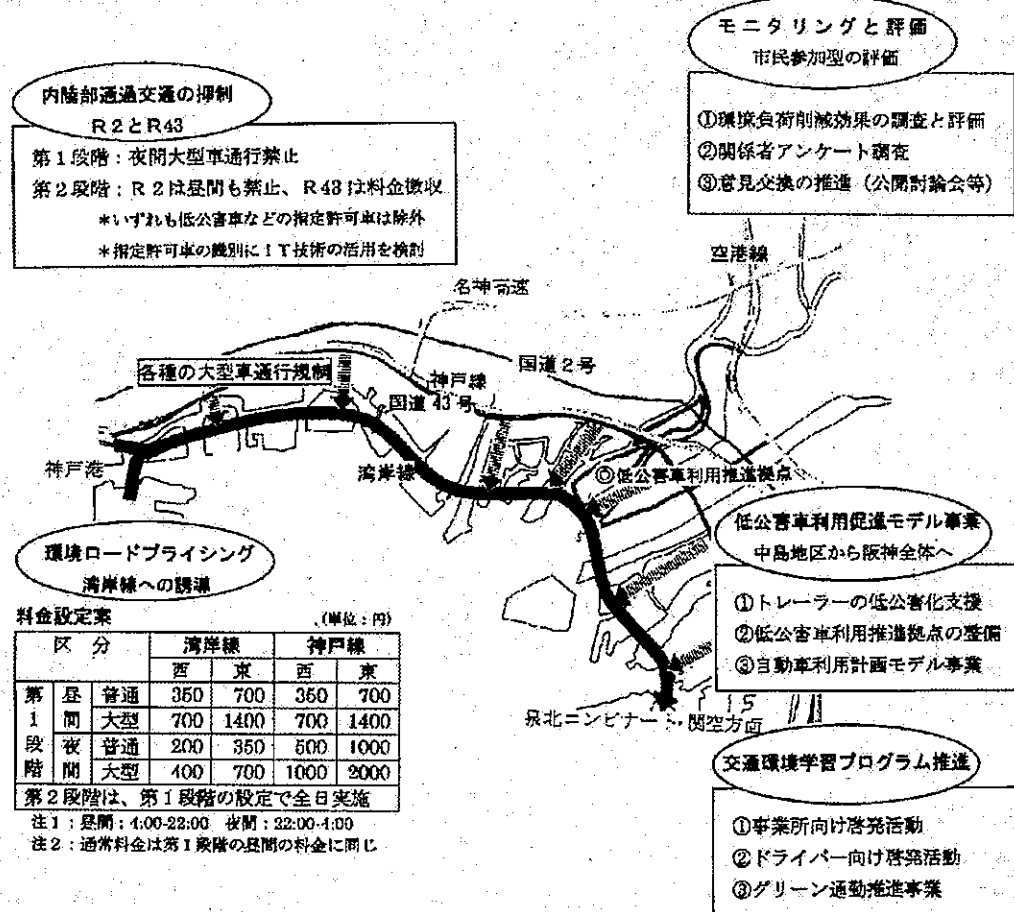 モニタリングと評価
市民参加型の評価
①環境負荷削減効果の調査と評価
②関係者アンケート調査
③意見交換の推進（公開討論会等）
内陸部通過交通の抑制
R2とR43
第1段階：夜間大型車通行禁止
第2段階：R2は昼間も禁止、R43は料金徴収
＊いずれも低公害車などの指定許可車は除外
＊指定許可車の識別にIT技術の活用を検討
空港線
名神高速
国道2号
各種の大型車通行規制
神戸線
国道43号
神戸港
湾岸線
◎低公害車利用推進拠点
環境ロードプライシング
湾岸線への誘導
料金設定案 （単位：円）
区 分 湾岸線 神戸線
西 東 西 東
第1段階 昼間 普通 350 700 350 700
大型 700 1400 700 1400
夜間 普通 200 350 500 1000
大型 400 700 1000 2000
第2段階は、第1段階の設定で全日実施
注1：昼間：4:00-22:00 夜間：22:00-4:00
注2：通常料金は第1段階の昼間の料金に同じ
低公害車利用促進モデル事業
中島地区から阪神全体へ
①トレーラーの低公害化支援
②低公害車利用推進拠点の整備
③自動車利用計画モデル事業
泉北コンビナート・関空方面
交通環境学習プログラム推進
①事業所向け啓発活動
②ドライバー向け啓発活動
③グリーン通勤推進事業